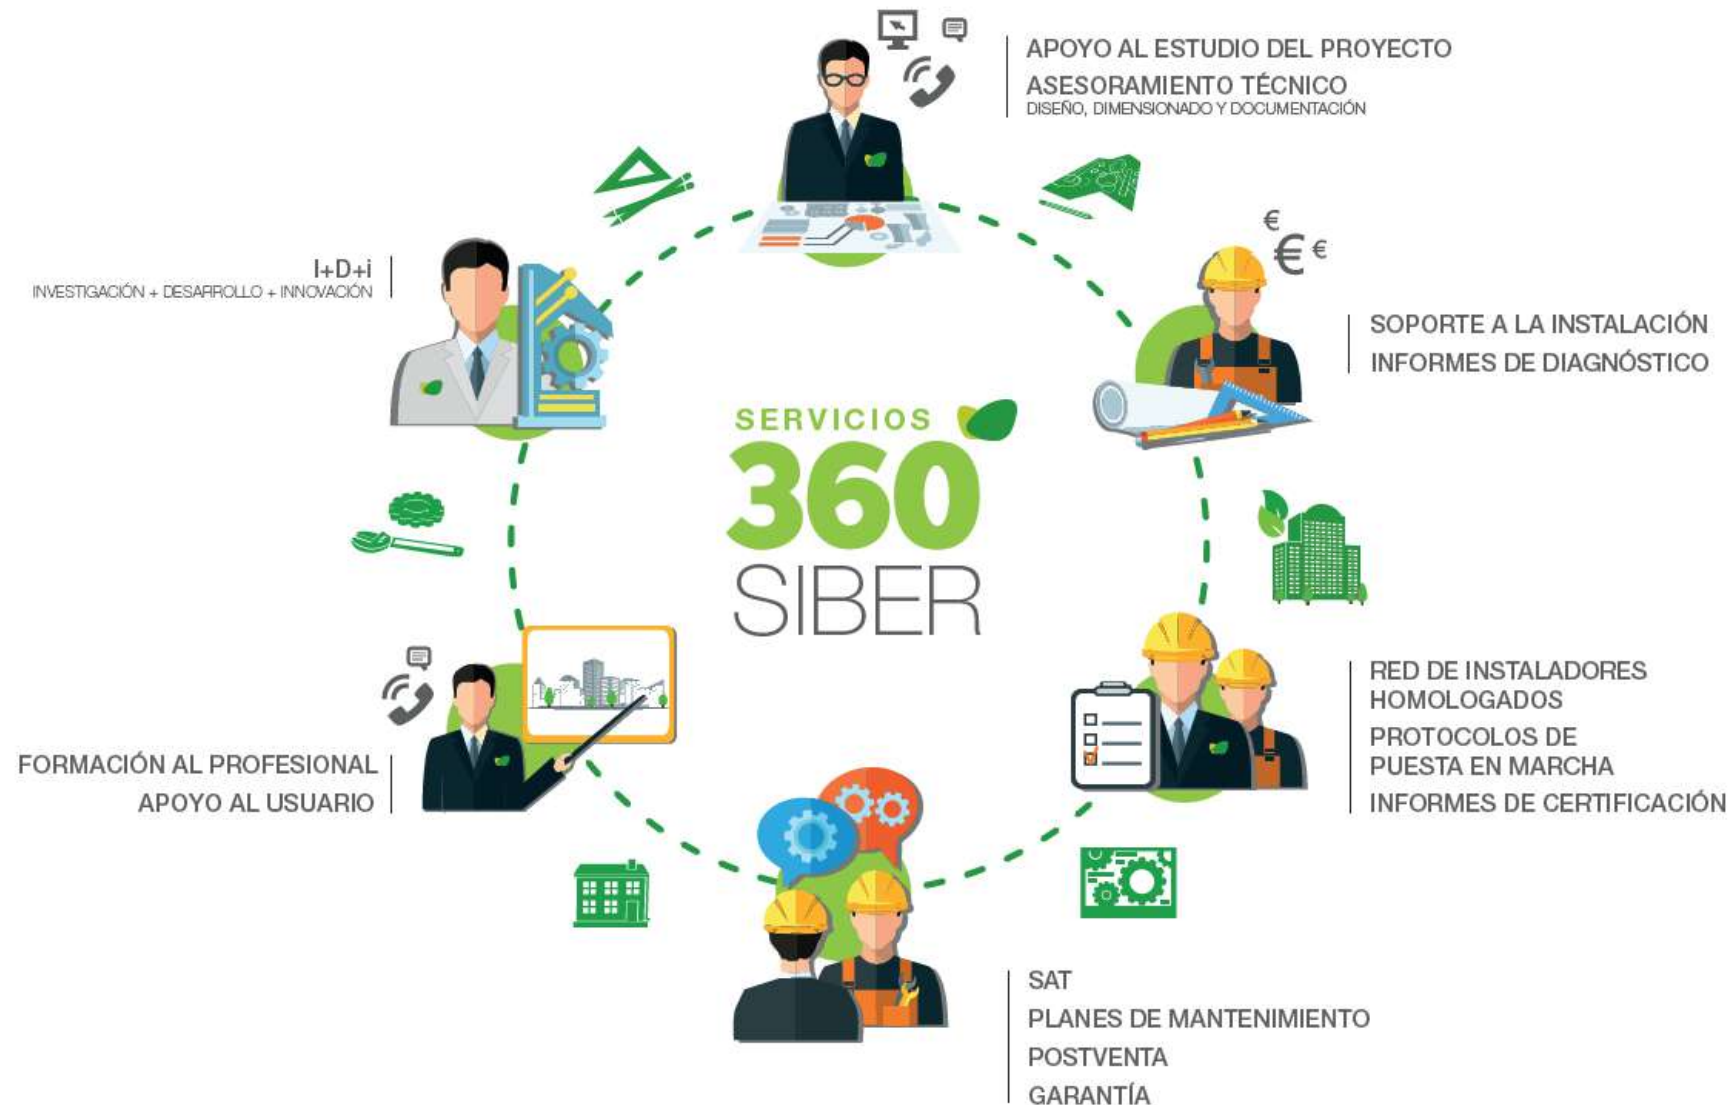 APOYO AL ESTUDIO DEL PROYECTO
ASESORAMIENTO TÉCNICO
DISEÑO, DIMENSIONADO Y DOCUMENTACIÓN
€
€ €
I+D+i
INVESTIGACIÓN + DESARROLLO + INNOVACIÓN
SOPORTE A LA INSTALACIÓN
INFORMES DE DIAGNÓSTICO
SERVICIOS
360
SIBER
RED DE INSTALADORES
HOMOLOGADOS
PROTOCOLOS DE
PUESTA EN MARCHA
INFORMES DE CERTIFICACIÓN
FORMACIÓN AL PROFESIONAL
APOYO AL USUARIO
SAT
PLANES DE MANTENIMIENTO
POSTVENTA
GARANTÍA